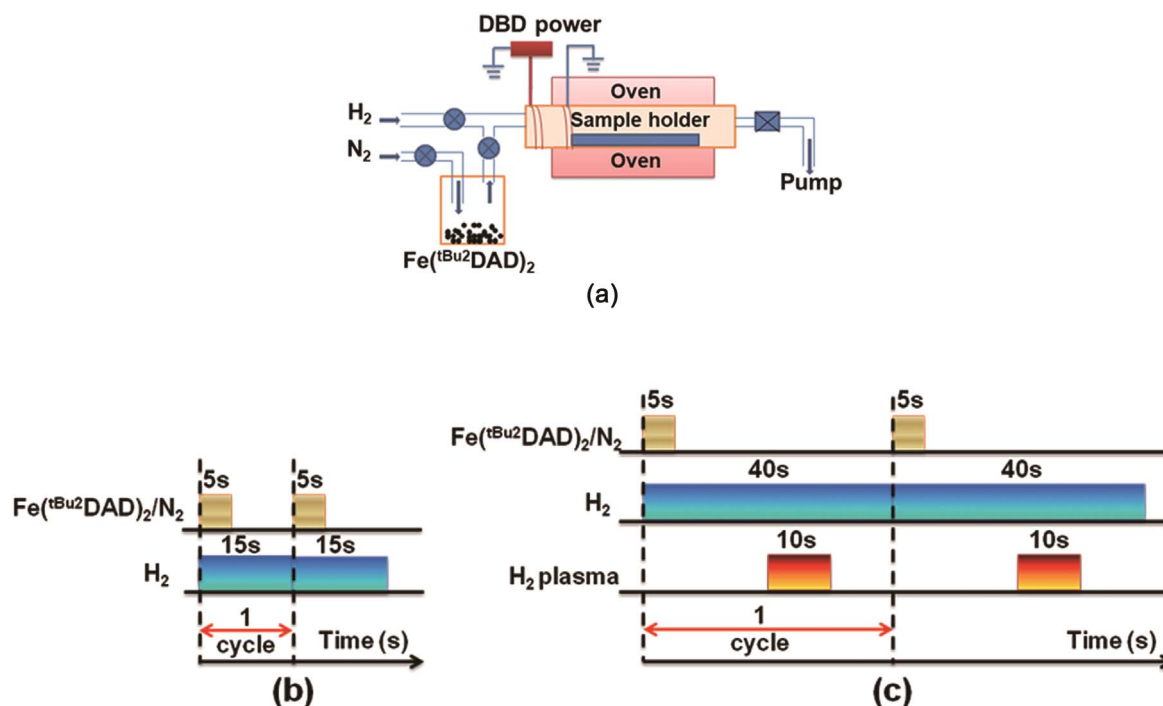 DBD power
Oven
H₂
Sample holder
N₂
Oven
Pump
Fe(ᵗᴮᵘ²DAD)₂
(a)
5s 5s
Fe(ᵗᴮᵘ²DAD)₂/N₂
15s 15s
H₂
1
cycle
Time (s)
(b)
5s 5s
Fe(ᵗᴮᵘ²DAD)₂/N₂
40s 40s
H₂
10s 10s
H₂ plasma
1
cycle
Time (s)
(c)